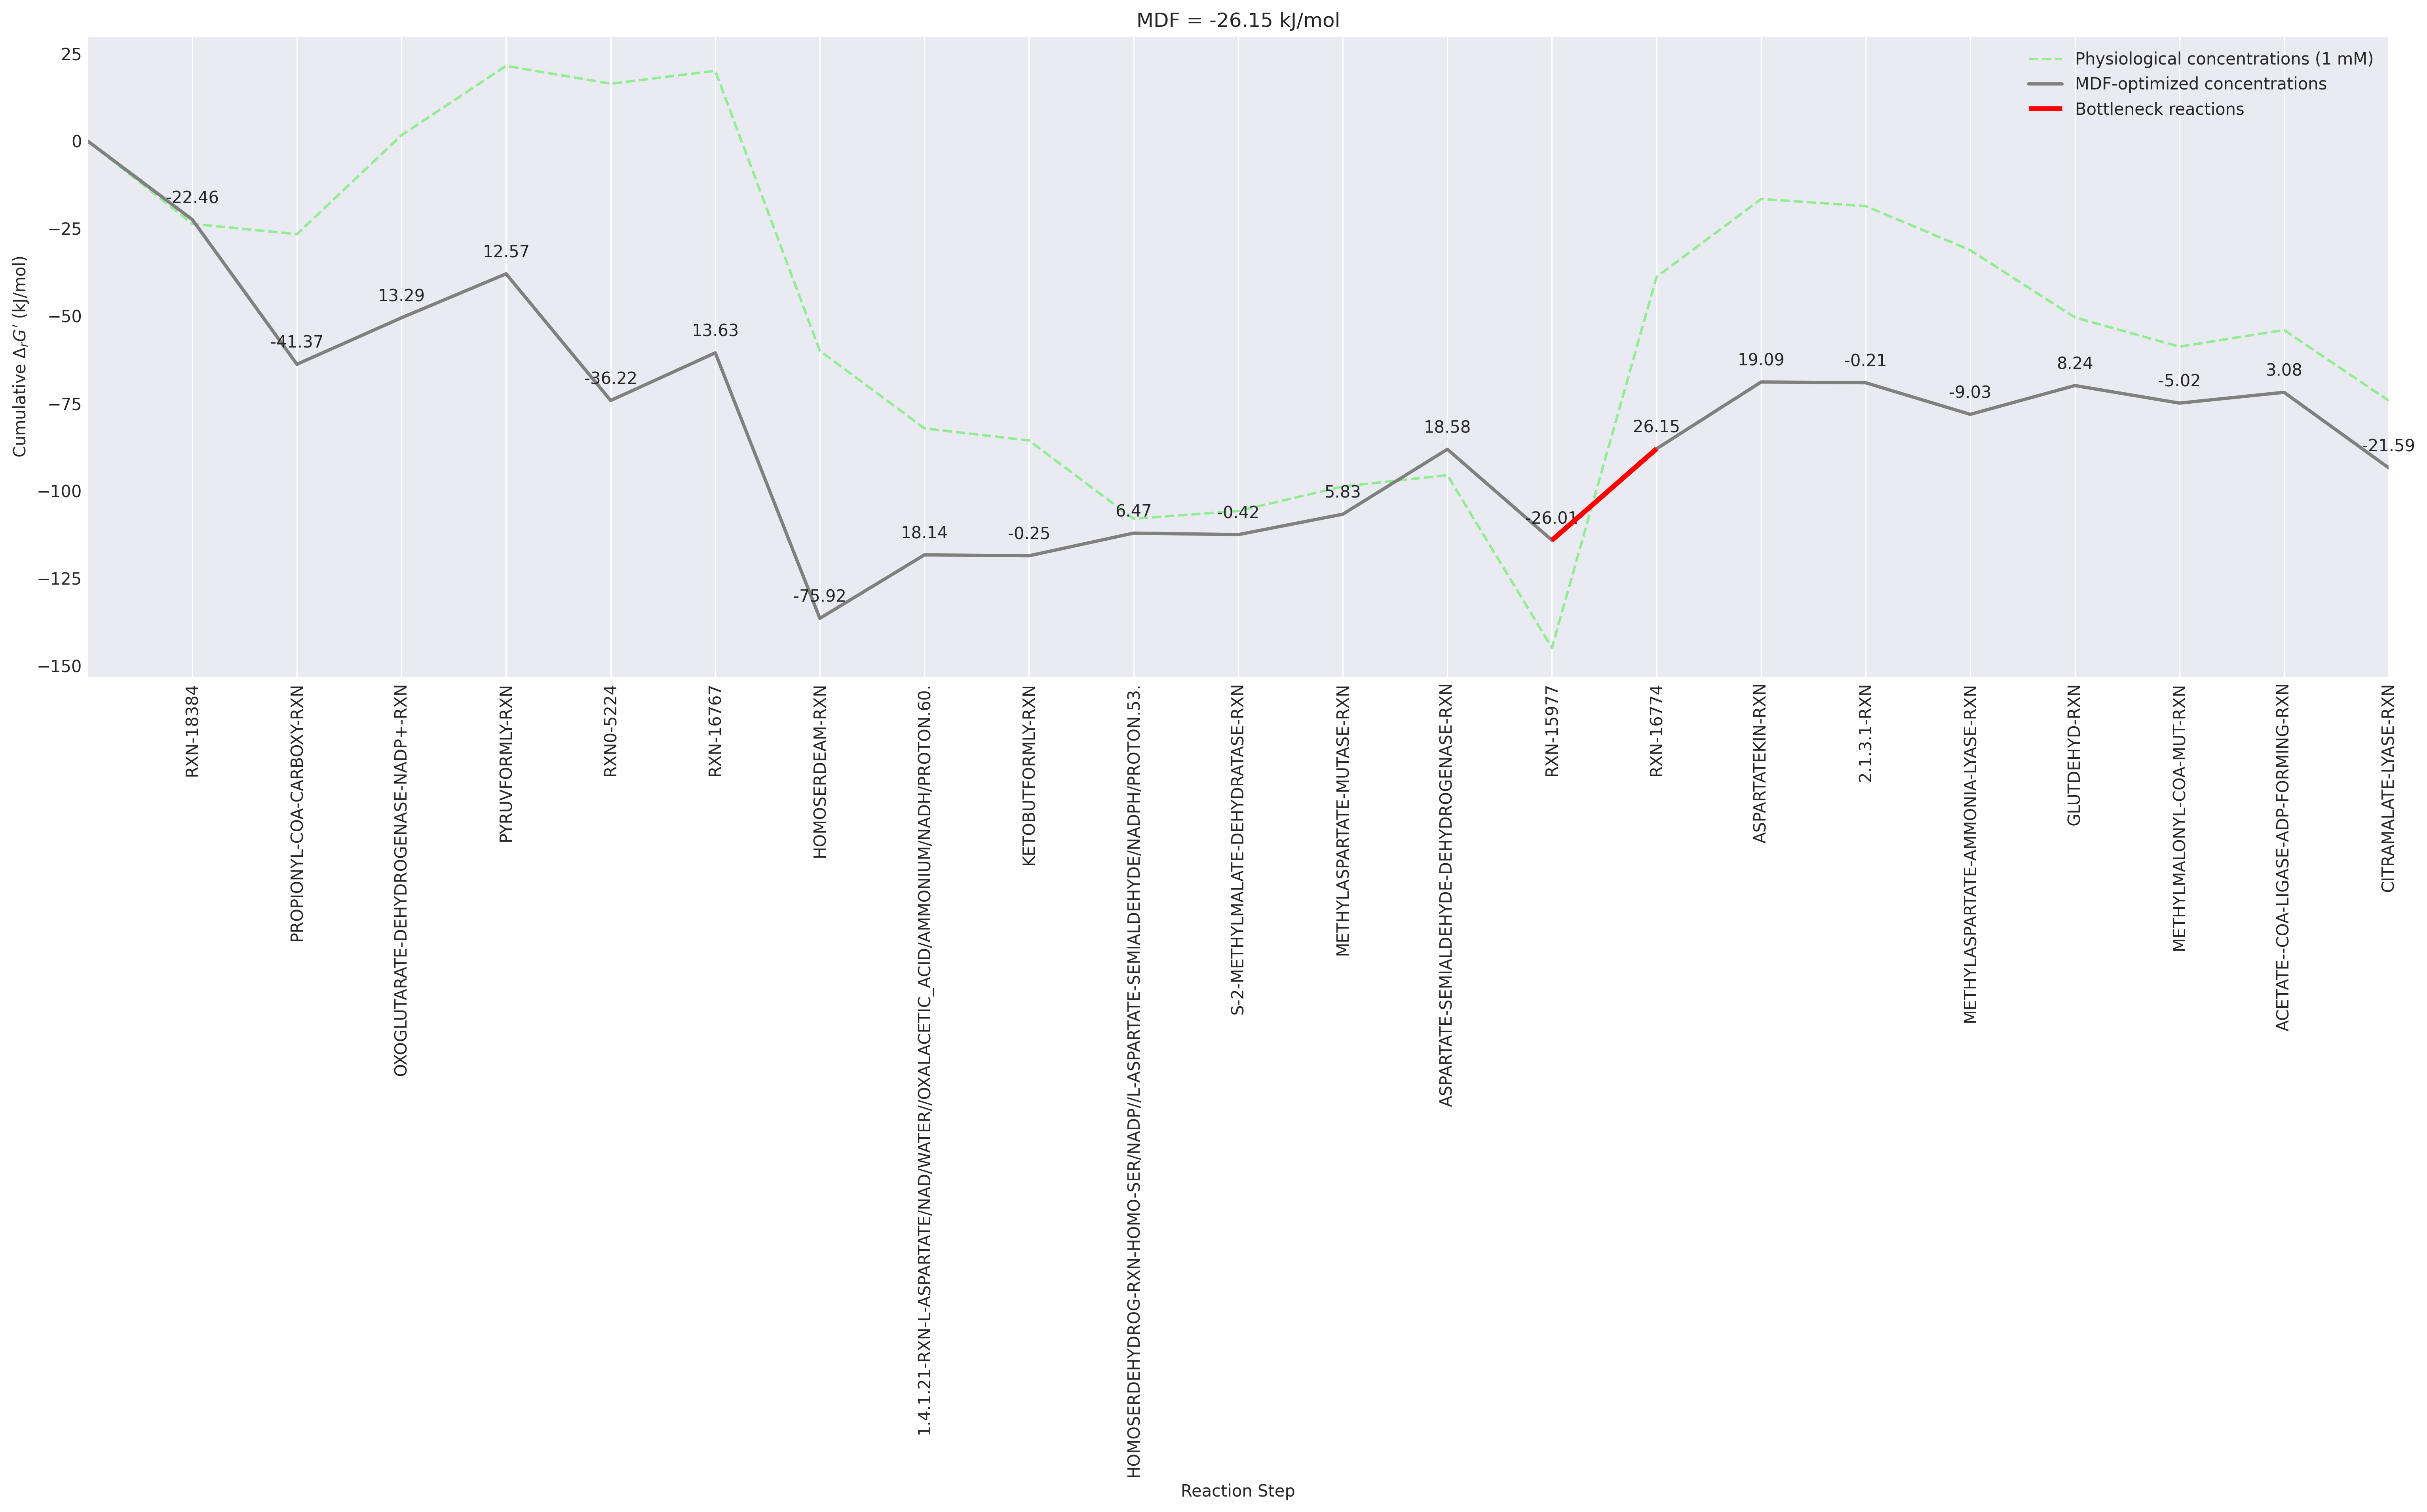 MDF = -26.15 kJ/mol
Cumulative ΔrG′ (kJ/mol)
25
0
−25
−50
−75
−100
−125
−150
Physiological concentrations (1 mM)
MDF-optimized concentrations
Bottleneck reactions
-22.46
-41.37
13.29
12.57
-36.22
13.63
-75.92
18.14
-0.25
6.47
-0.42
5.83
18.58
-26.01
26.15
19.09
-0.21
-9.03
8.24
-5.02
3.08
-21.59
RXN-18384
PROPIONYL-COA-CARBOXY-RXN
OXOGLUTARATE-DEHYDROGENASE-NADP+-RXN
PYRUVFORMLY-RXN
RXN0-5224
RXN-16767
HOMOSERDEAM-RXN
1.4.1.21-RXN-L-ASPARTATE/NAD/WATER//OXALACETIC_ACID/AMMONIUM/NADH/PROTON.60.
KETOBUTFORMLY-RXN
HOMOSERDEHYDROG-RXN-HOMO-SER/NADP//L-ASPARTATE-SEMIALDEHYDE/NADPH/PROTON.53.
S-2-METHYLMALATE-DEHYDRATASE-RXN
METHYLASPARTATE-MUTASE-RXN
ASPARTATE-SEMIALDEHYDE-DEHYDROGENASE-RXN
RXN-15977
RXN-16774
ASPARTATEKIN-RXN
2.1.3.1-RXN
METHYLASPARTATE-AMMONIA-LYASE-RXN
GLUTDEHYD-RXN
METHYLMALONYL-COA-MUT-RXN
ACETATE--COA-LIGASE-ADP-FORMING-RXN
CITRAMALATE-LYASE-RXN
Reaction Step